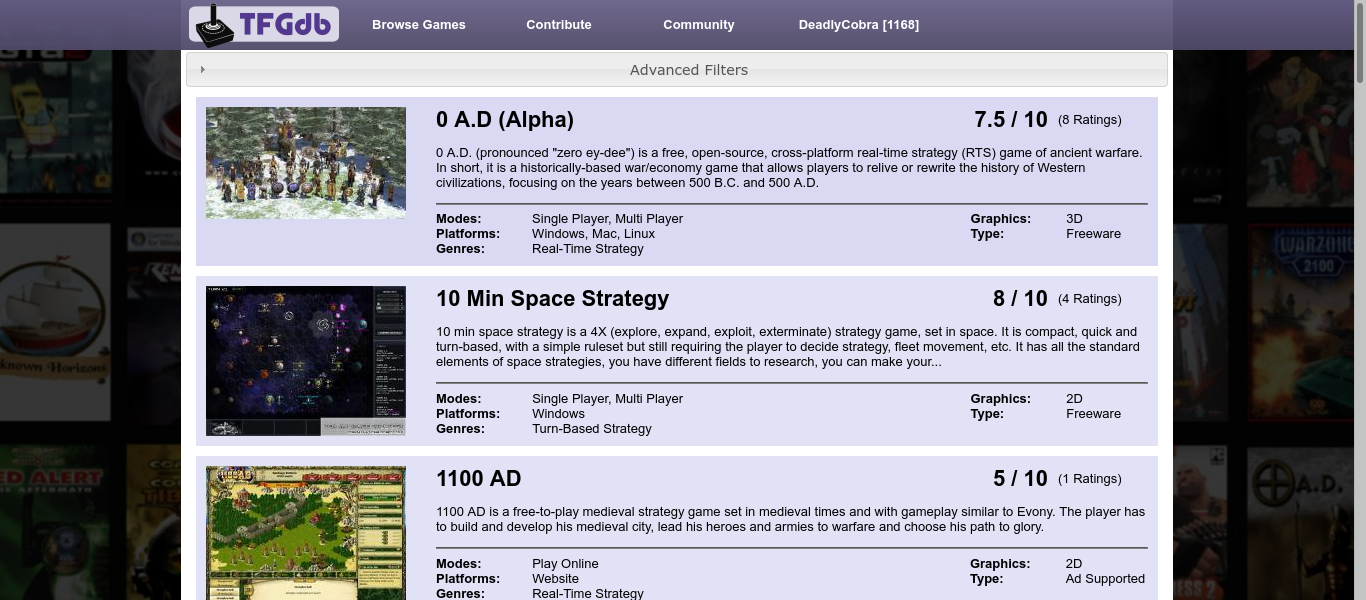 TFGdb
Browse Games
Contribute
Community
DeadlyCobra [1168]
Advanced Filters
0 A.D (Alpha)
7.5 / 10 (8 Ratings)
0 A.D. (pronounced "zero ey-dee") is a free, open-source, cross-platform real-time strategy (RTS) game of ancient warfare.
In short, it is a historically-based war/economy game that allows players to relive or rewrite the history of Western
civilizations, focusing on the years between 500 B.C. and 500 A.D.
Modes: Single Player, Multi Player
Graphics: 3D
Platforms: Windows, Mac, Linux
Type: Freeware
Genres: Real-Time Strategy
10 Min Space Strategy
8 / 10 (4 Ratings)
10 min space strategy is a 4X (explore, expand, exploit, exterminate) strategy game, set in space. It is compact, quick and
turn-based, with a simple ruleset but still requiring the player to decide strategy, fleet movement, etc. It has all the standard
elements of space strategies, you have different fields to research, you can make your...
Modes: Single Player, Multi Player
Graphics: 2D
Platforms: Windows
Type: Freeware
Genres: Turn-Based Strategy
1100 AD
5 / 10 (1 Ratings)
1100 AD is a free-to-play medieval strategy game set in medieval times and with gameplay similar to Evony. The player has
to build and develop his medieval city, lead his heroes and armies to warfare and choose his path to glory.
Modes: Play Online
Graphics: 2D
Platforms: Website
Type: Ad Supported
Genres: Real-Time Strategy
known Horizons
WARZONE
2100
ED ALERT
AFTERMATH
A.D.